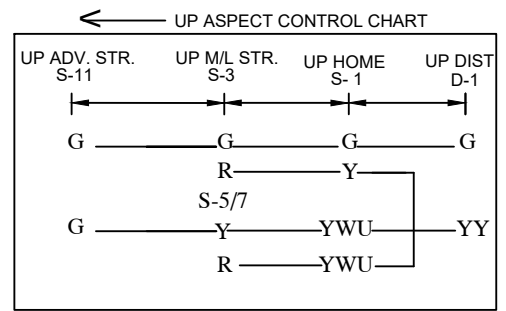 UP ASPECT CONTROL CHART
UP ADV. STR. UP M/L STR. UP HOME UP DIST
S-11 S-3 S- 1 D-1
G G G G
R Y
S-5/7
G Y YWU YY
R YWU